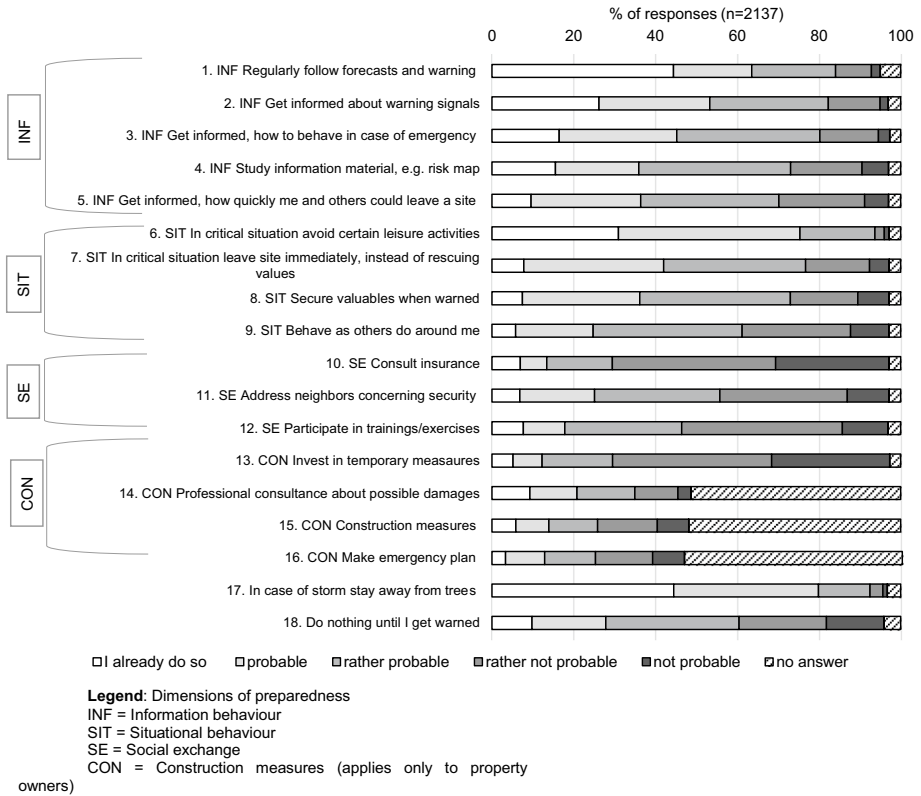 % of responses (n=2137)
0 20 40 60 80 100
INF
1. INF Regularly follow forecasts and warning
2. INF Get informed about warning signals
3. INF Get informed, how to behave in case of emergency
4. INF Study information material, e.g. risk map
5. INF Get informed, how quickly me and others could leave a site
SIT
6. SIT In critical situation avoid certain leisure activities
7. SIT In critical situation leave site immediately, instead of rescuing
values
8. SIT Secure valuables when warned
9. SIT Behave as others do around me
SE
10. SE Consult insurance
11. SE Address neighbors concerning security
12. SE Participate in trainings/exercises
CON
13. CON Invest in temporary measures
14. CON Professional consultance about possible damages
15. CON Construction measures
16. CON Make emergency plan
17. In case of storm stay away from trees
18. Do nothing until I get warned
I already do so probable rather probable rather not probable not probable no answer
Legend: Dimensions of preparedness
INF = Information behaviour
SIT = Situational behaviour
SE = Social exchange
CON = Construction measures (applies only to property
owners)